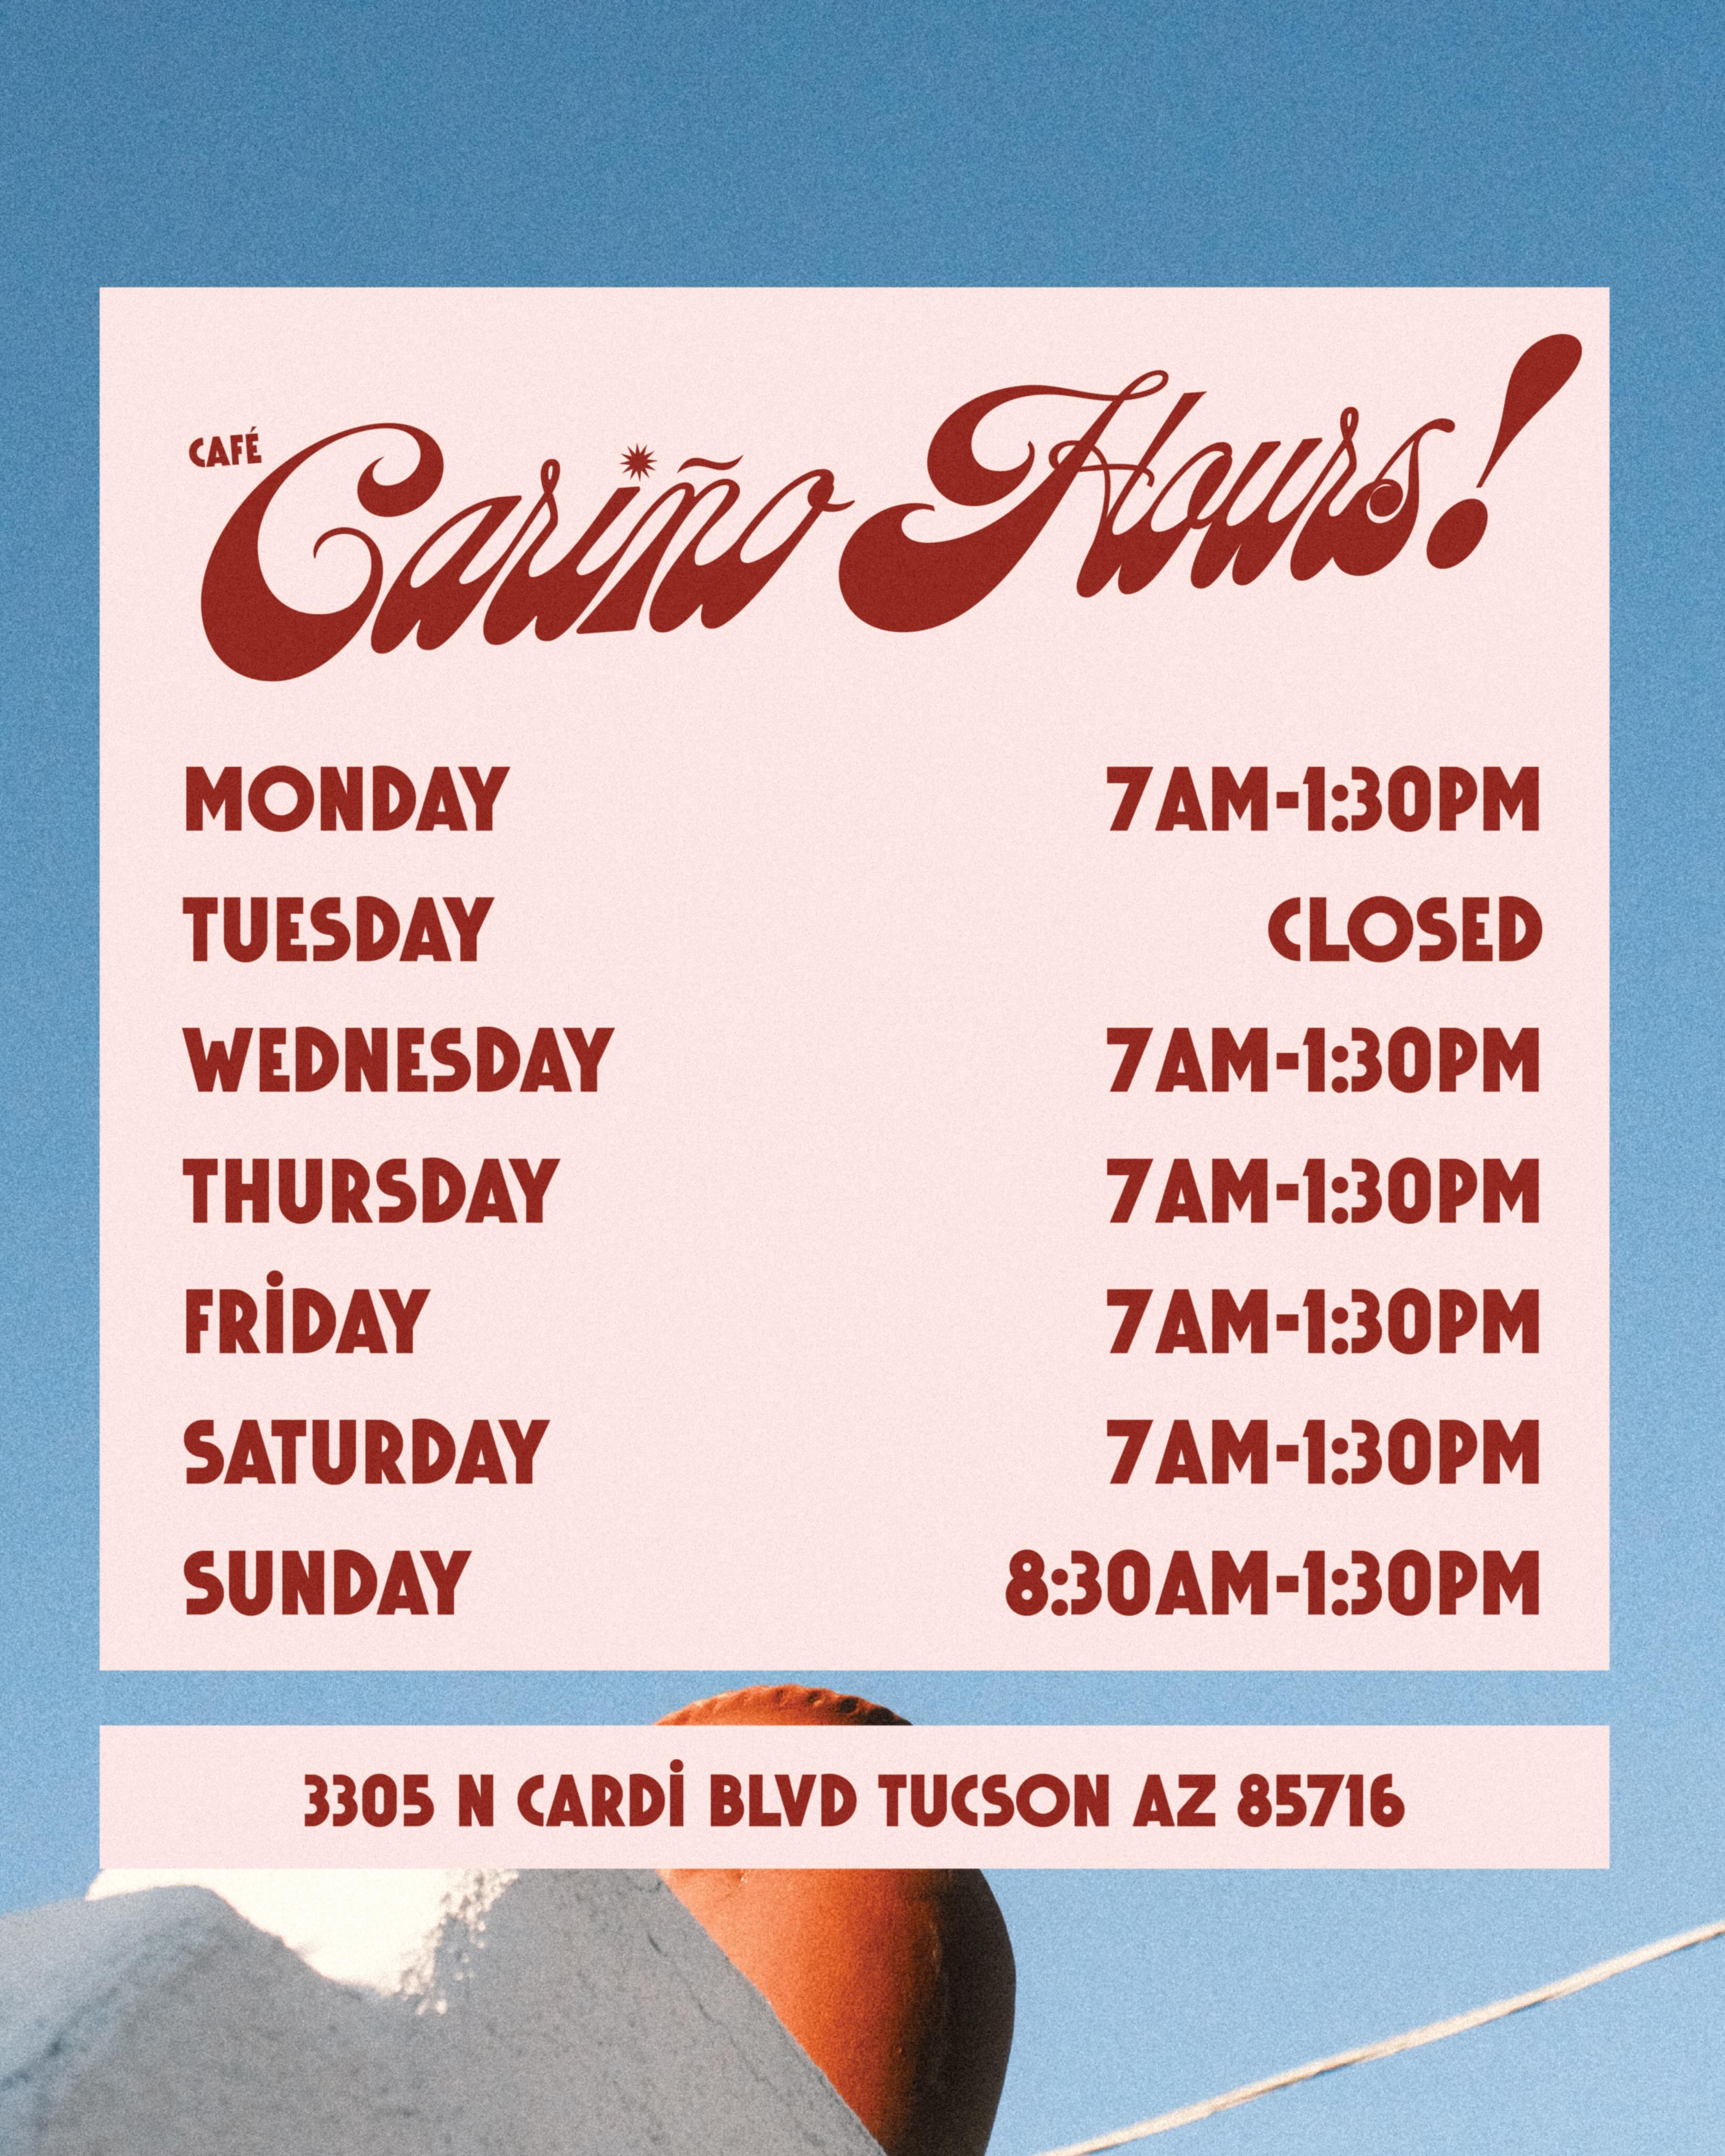 CAFÉ
Cariño Hours!
MONDAY 7AM-1:30PM
TUESDAY CLOSED
WEDNESDAY 7AM-1:30PM
THURSDAY 7AM-1:30PM
FRİDAY 7AM-1:30PM
SATURDAY 7AM-1:30PM
SUNDAY 8:30AM-1:30PM
3305 N CARDİ BLVD TUCSON AZ 85716